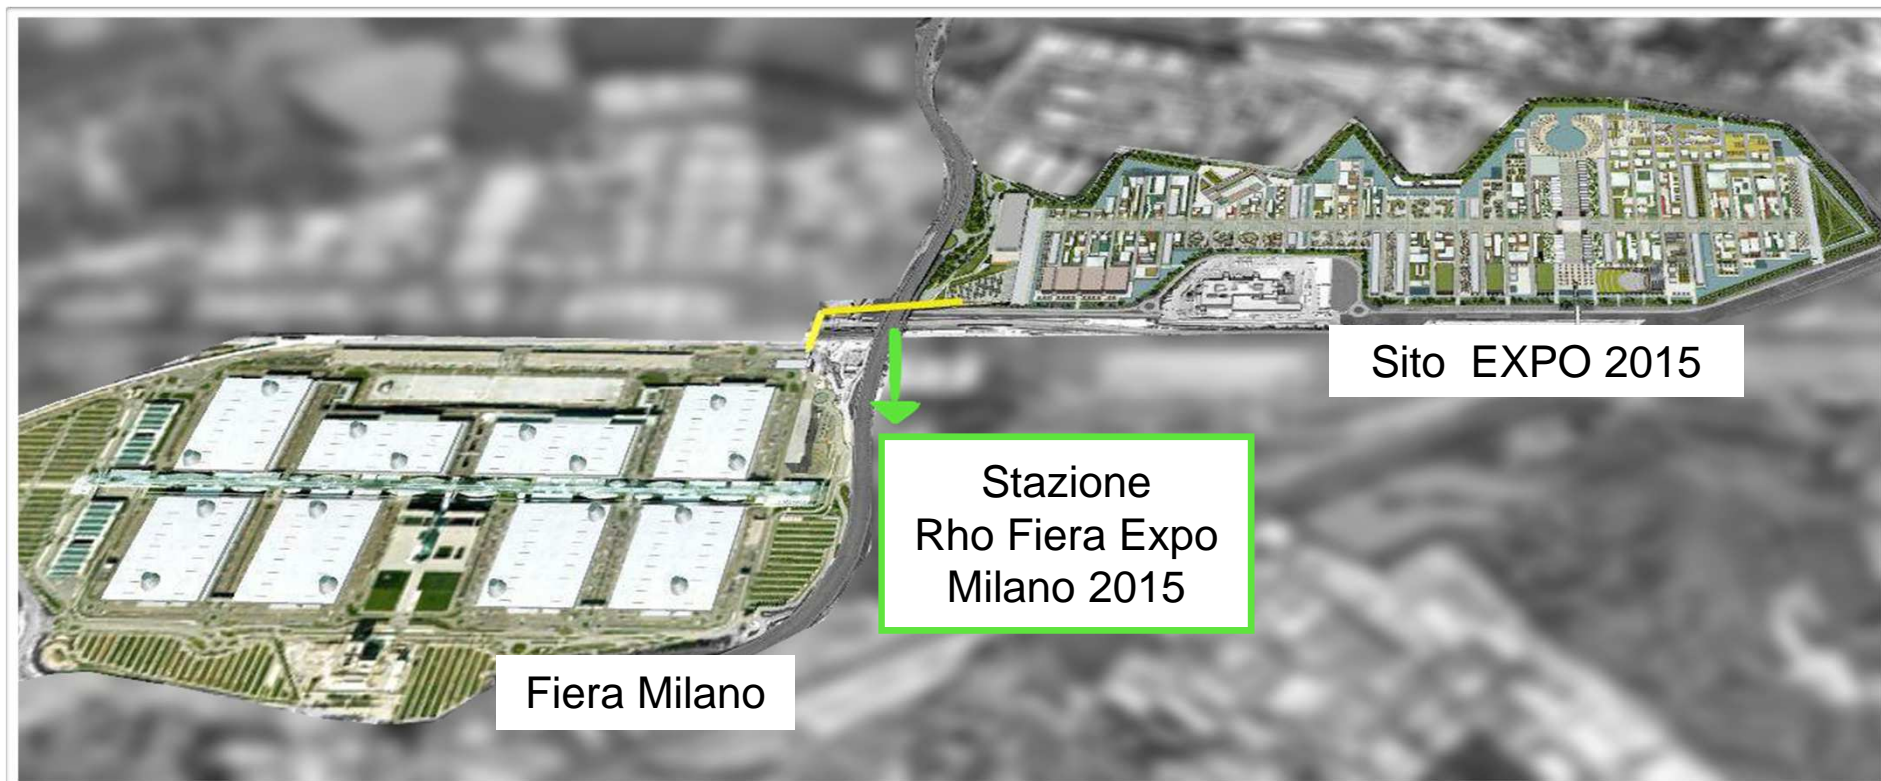 Sito EXPO 2015
Stazione
Rho Fiera Expo
Milano 2015
Fiera Milano